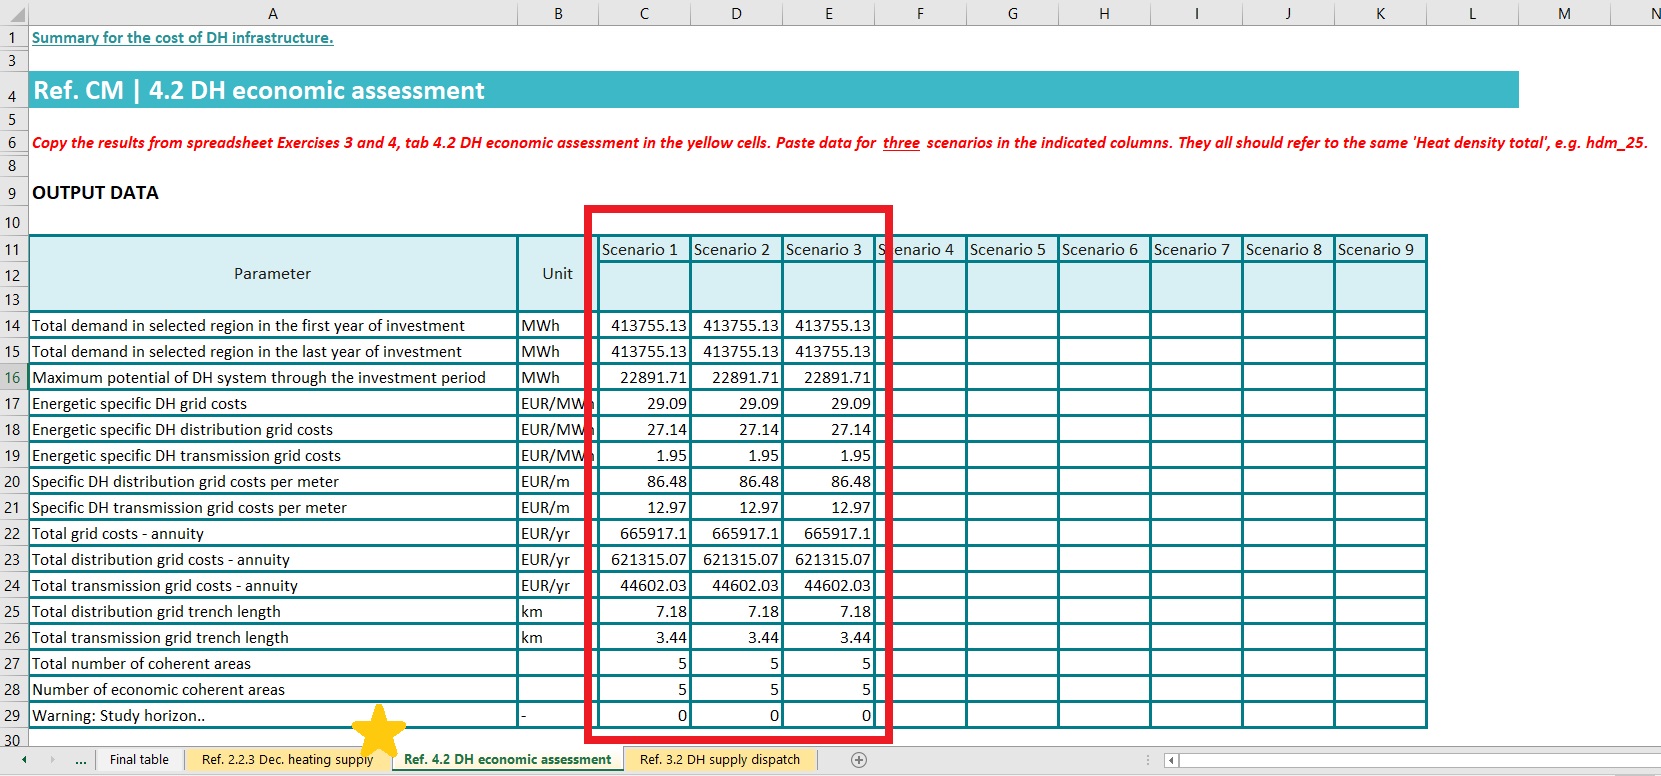 A B C D E F G H I J K L M N
1 Summary for the cost of DH infrastructure.
3
4 Ref. CM | 4.2 DH economic assessment
5
6 Copy the results from spreadsheet Exercises 3 and 4, tab 4.2 DH economic assessment in the yellow cells. Paste data for three scenarios in the indicated columns. They all should refer to the same 'Heat density total', e.g. hdm_25.
8
9 OUTPUT DATA
10
11 Scenario 1 Scenario 2 Scenario 3 Scenario 4 Scenario 5 Scenario 6 Scenario 7 Scenario 8 Scenario 9
12 Parameter Unit
13
14 Total demand in selected region in the first year of investment MWh 413755.13 413755.13 413755.13
15 Total demand in selected region in the last year of investment MWh 413755.13 413755.13 413755.13
16 Maximum potential of DH system through the investment period MWh 22891.71 22891.71 22891.71
17 Energetic specific DH grid costs EUR/MWh 29.09 29.09 29.09
18 Energetic specific DH distribution grid costs EUR/MWh 27.14 27.14 27.14
19 Energetic specific DH transmission grid costs EUR/MWh 1.95 1.95 1.95
20 Specific DH distribution grid costs per meter EUR/m 86.48 86.48 86.48
21 Specific DH transmission grid costs per meter EUR/m 12.97 12.97 12.97
22 Total grid costs - annuity EUR/yr 665917.1 665917.1 665917.1
23 Total distribution grid costs - annuity EUR/yr 621315.07 621315.07 621315.07
24 Total transmission grid costs - annuity EUR/yr 44602.03 44602.03 44602.03
25 Total distribution grid trench length km 7.18 7.18 7.18
26 Total transmission grid trench length km 3.44 3.44 3.44
27 Total number of coherent areas 5 5 5
28 Number of economic coherent areas 5 5 5
29 Warning: Study horizon.. - 0 0 0
30
... Final table Ref. 2.2.3 Dec. heating supply Ref. 4.2 DH economic assessment Ref. 3.2 DH supply dispatch